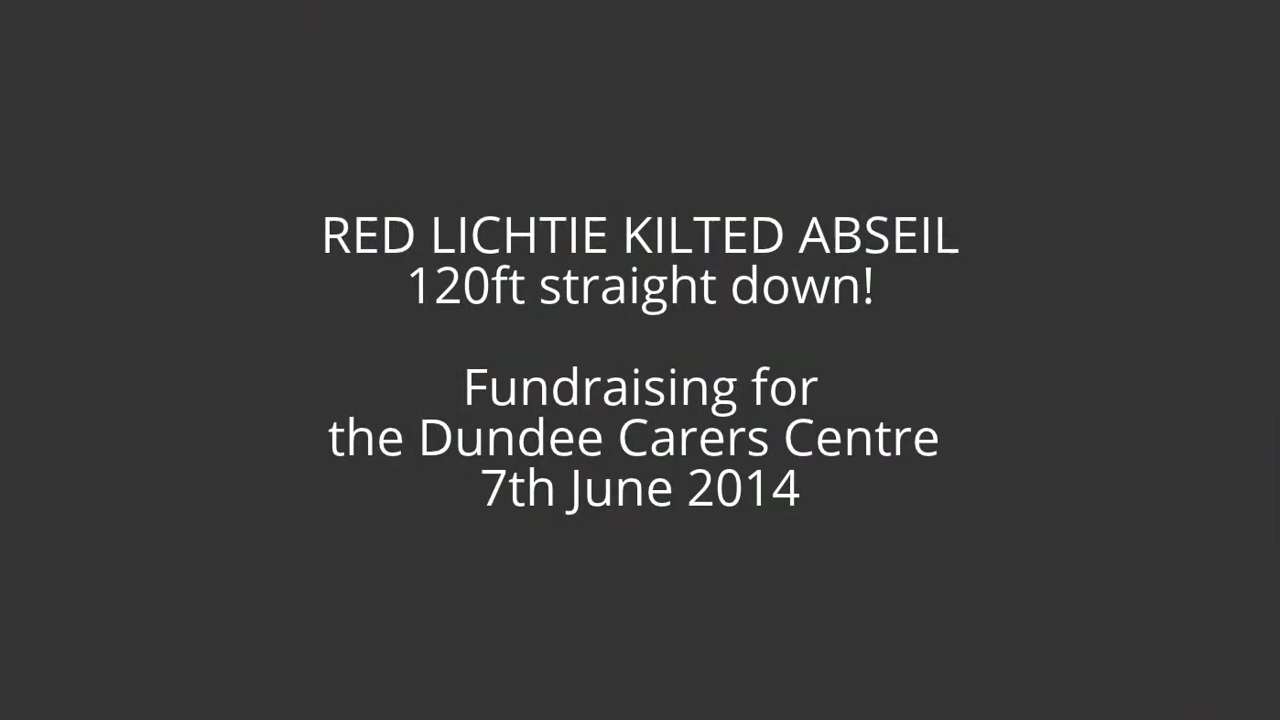 RED LICHTIE KILTED ABSEIL
120ft straight down!
Fundraising for
the Dundee Carers Centre
7th June 2014